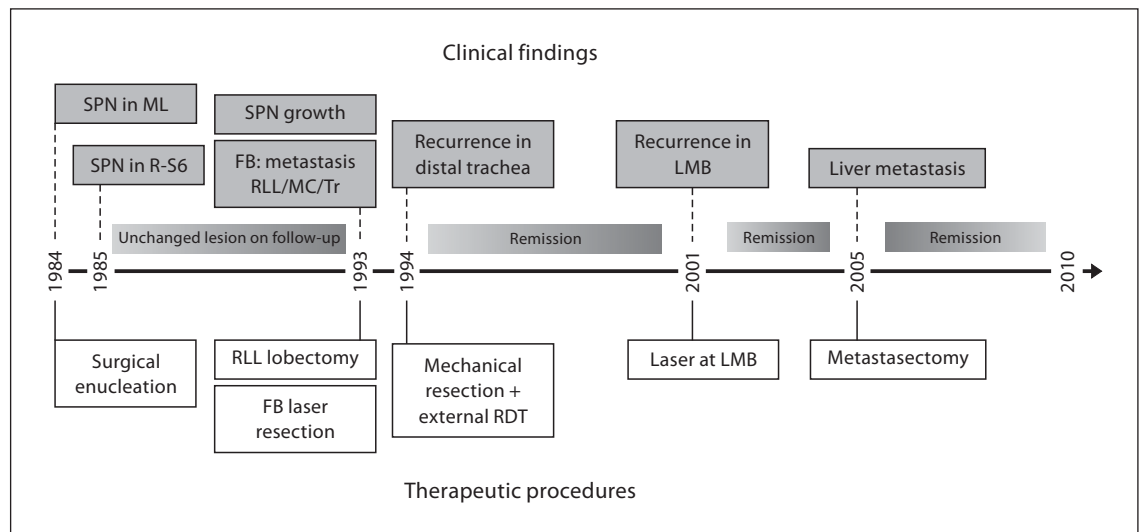 Clinical findings
SPN in ML
SPN growth
SPN in R-S6
FB: metastasis
RLL/MC/Tr
Recurrence in
distal trachea
Recurrence in
LMB
Liver metastasis
Unchanged lesion on follow-up
Remission
Remission
Remission
1984
1985
1993
1994
2001
2005
2010
Surgical
enucleation
RLL lobectomy
FB laser
resection
Mechanical
resection +
external RDT
Laser at LMB
Metastasectomy
Therapeutic procedures